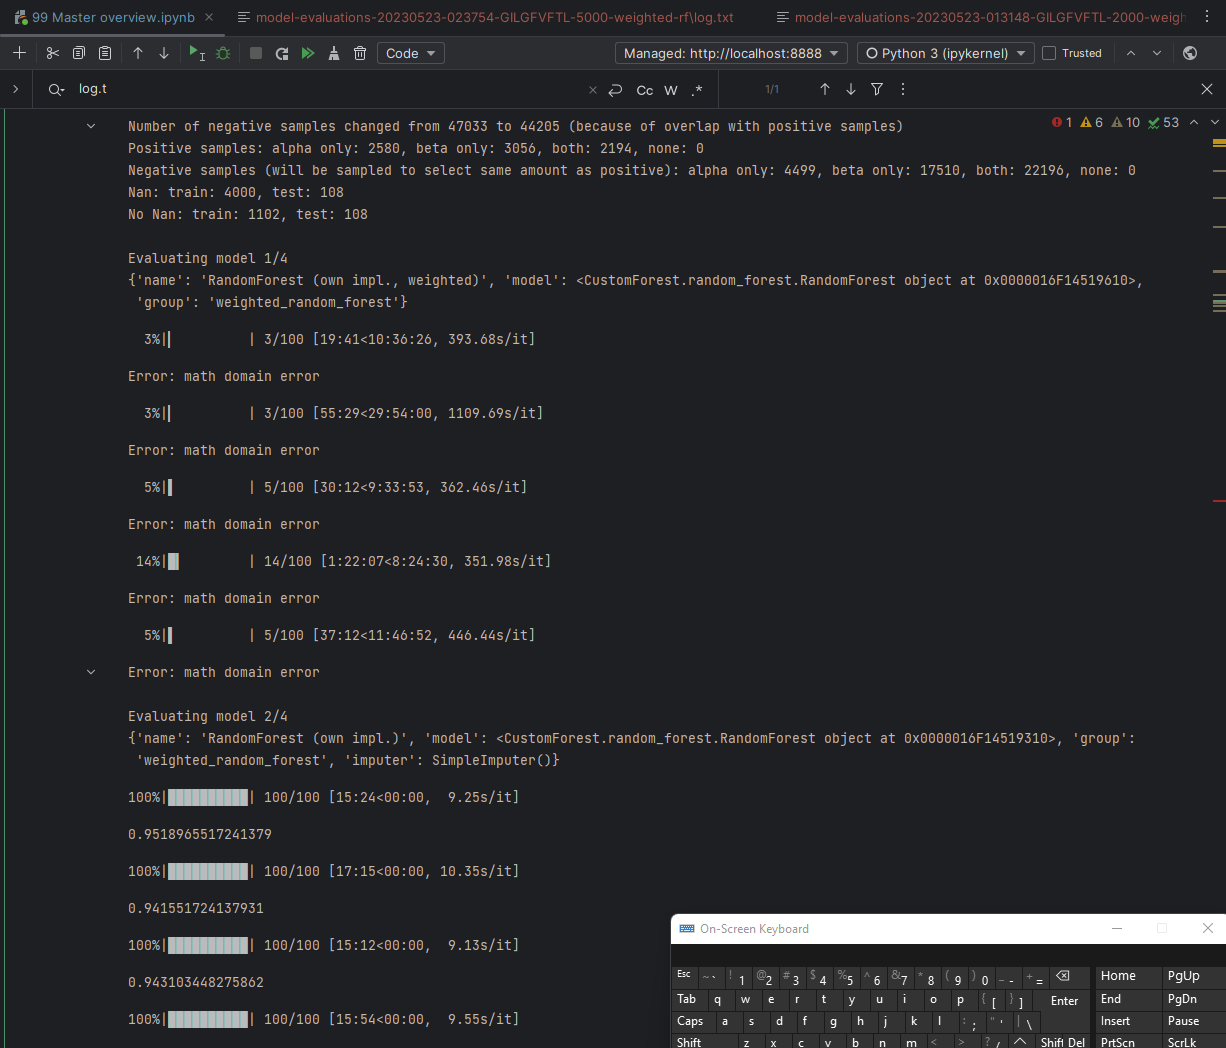 99 Master overview.ipynb
model-evaluations-20230523-023754-GILGFVFTL-5000-weighted-rf\log.txt
model-evaluations-20230523-013148-GILGFVFTL-2000-weigh
Code
Managed: http://localhost:8888
Python 3 (ipykernel)
Trusted
log.t
Cc W .*
1/1
1 6 10 53
Number of negative samples changed from 47033 to 44205 (because of overlap with positive samples)
Positive samples: alpha only: 2580, beta only: 3056, both: 2194, none: 0
Negative samples (will be sampled to select same amount as positive): alpha only: 4499, beta only: 17510, both: 22196, none: 0
Nan: train: 4000, test: 108
No Nan: train: 1102, test: 108
Evaluating model 1/4
{'name': 'RandomForest (own impl., weighted)', 'model': <CustomForest.random_forest.RandomForest object at 0x0000016F14519610>,
'group': 'weighted_random_forest'}
3%| | 3/100 [19:41<10:36:26, 393.68s/it]
Error: math domain error
3%| | 3/100 [55:29<29:54:00, 1109.69s/it]
Error: math domain error
5%| | 5/100 [30:12<9:33:53, 362.46s/it]
Error: math domain error
14%| | 14/100 [1:22:07<8:24:30, 351.98s/it]
Error: math domain error
5%| | 5/100 [37:12<11:46:52, 446.44s/it]
Error: math domain error
Evaluating model 2/4
{'name': 'RandomForest (own impl.)', 'model': <CustomForest.random_forest.RandomForest object at 0x0000016F14519310>, 'group':
'weighted_random_forest', 'imputer': SimpleImputer()}
100%| | 100/100 [15:24<00:00, 9.25s/it]
0.9518965517241379
100%| | 100/100 [17:15<00:00, 10.35s/it]
0.941551724137931
100%| | 100/100 [15:12<00:00, 9.13s/it]
0.943103448275862
100%| | 100/100 [15:54<00:00, 9.55s/it]
On-Screen Keyboard
Esc ~ ` ! 1 @ 2 # 3 $ 4 % 5 ^ 6 & 7 * 8 ( 9 ) 0 _ - + = Home PgUp
Tab q w e r t y u i o p { [ } ] Enter End PgDn
Caps a s d f g h j k l : ; " ' | \ Insert Pause
Shift z x c v b n m < > ? / Shift Del PrtScn ScrLk